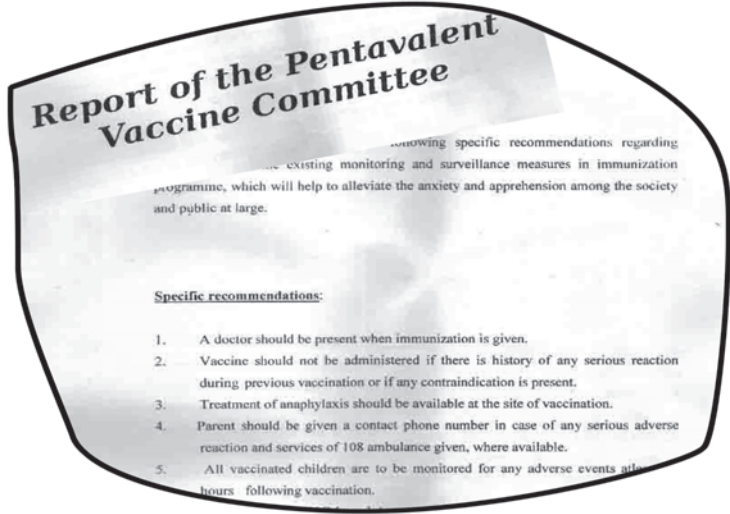 Report of the Pentavalent
Vaccine Committee
following specific recommendations regarding
existing monitoring and surveillance measures in immunization
programme, which will help to alleviate the anxiety and apprehension among the society
and public at large.
Specific recommendations:
1. A doctor should be present when immunization is given.
2. Vaccine should not be administered if there is history of any serious reaction
during previous vaccination or if any contraindication is present.
3. Treatment of anaphylaxis should be available at the site of vaccination.
4. Parent should be given a contact phone number in case of any serious adverse
reaction and services of 108 ambulance given, where available.
5. All vaccinated children are to be monitored for any adverse events
hours following vaccination.